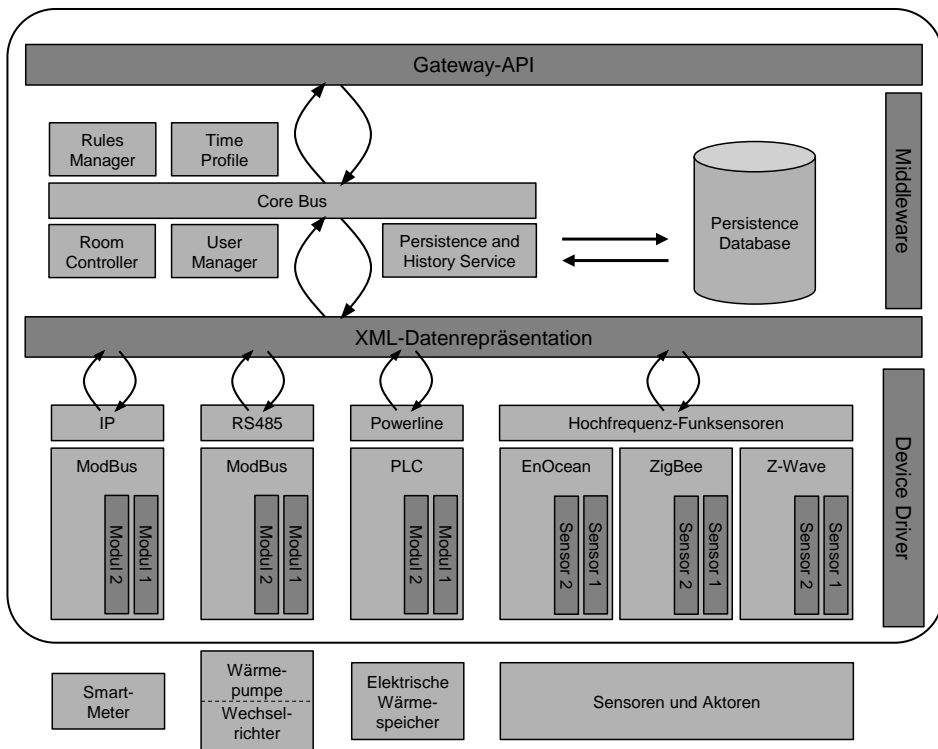 Gateway-API
Middleware
Rules
Manager
Time
Profile
Core Bus
Room
Controller
User
Manager
Persistence and
History Service
Persistence
Database
XML-Datenrepräsentation
Device Driver
IP
RS485
Powerline
Hochfrequenz-Funksensoren
ModBus
Modul 2
Modul 1
ModBus
Modul 2
Modul 1
PLC
Modul 2
Modul 1
EnOcean
Sensor 2
Sensor 1
ZigBee
Sensor 2
Sensor 1
Z-Wave
Sensor 2
Sensor 1
Smart-
Meter
Wärme-
pumpe
Wechsel-
richter
Elektrische
Wärme-
speicher
Sensoren und Aktoren